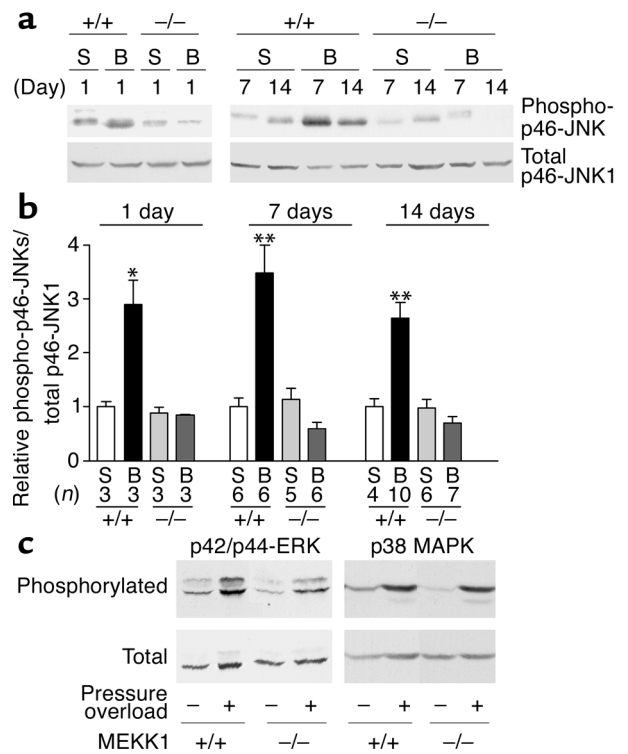 a
+/+ –/– +/+ –/–
S B S B S B S B
(Day) 1 1 1 1 7 14 7 14 7 14 7 14
Phospho-
p46-JNK
Total
p46-JNK1
b
1 day 7 days 14 days
Relative phospho-p46-JNKs/
total p46-JNK1
4
3
2
1
0
* ** **
S B S B S B S B S B S B
(n) 3 3 3 3 6 6 5 6 4 10 6 7
+/+ –/– +/+ –/– +/+ –/–
c
p42/p44-ERK p38 MAPK
Phosphorylated
Total
Pressure
overload – + – + – + – +
MEKK1 +/+ –/– +/+ –/–